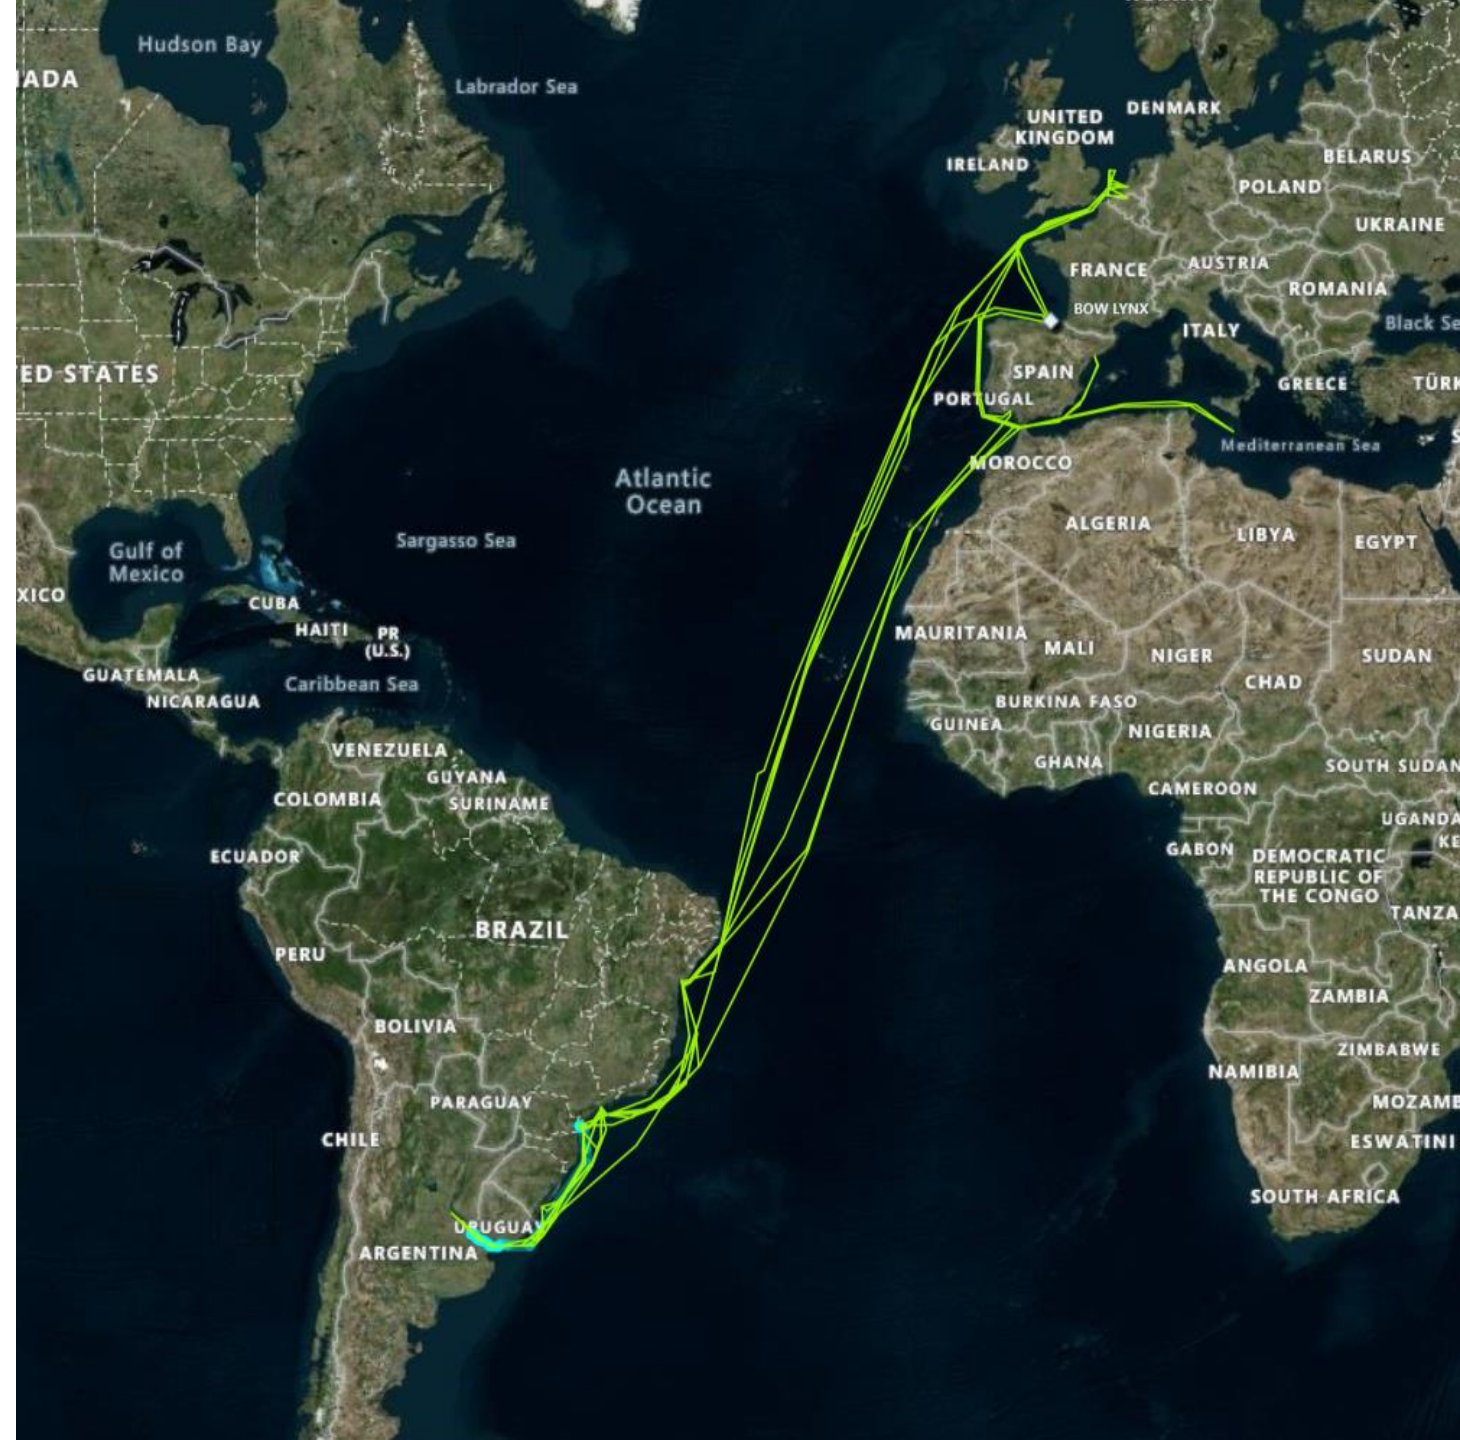 Hudson Bay
Labrador Sea
UNITED
KINGDOM
DENMARK
IRELAND
BELARUS
POLAND
UKRAINE
FRANCE
AUSTRIA
ROMANIA
BOW LYNX
ITALY
Black Se
ED STATES
SPAIN
GREECE
TÜRK
PORTUGAL
Mediterranean Sea
MOROCCO
Atlantic
Ocean
Sargasso Sea
ALGERIA
LIBYA
EGYPT
Gulf of
Mexico
XICO
CUBA
HAITI
PR
(U.S.)
MAURITANIA
MALI
NIGER
SUDAN
CHAD
GUATEMALA
Caribbean Sea
NICARAGUA
BURKINA FASO
GUINEA
NIGERIA
VENEZUELA
GHANA
SOUTH SUDAN
GUYANA
CAMEROON
COLOMBIA
SURINAME
UGANDA
KE
GABON
ECUADOR
DEMOCRATIC
REPUBLIC OF
THE CONGO
TANZA
BRAZIL
PERU
ANGOLA
ZAMBIA
BOLIVIA
ZIMBABWE
NAMIBIA
PARAGUAY
MOZAMB
CHILE
ESWATINI
SOUTH AFRICA
URUGUAY
ARGENTINA